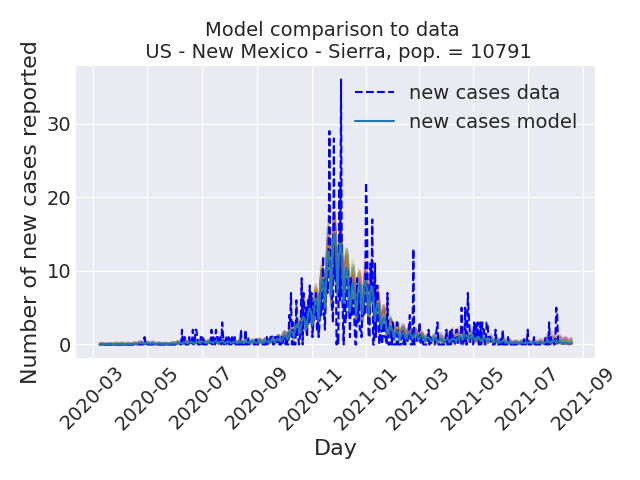 Model comparison to data
US - New Mexico - Sierra, pop. = 10791
new cases data
new cases model
Number of new cases reported
30
20
10
0
2020-03
2020-05
2020-07
2020-09
2020-11
2021-01
2021-03
2021-05
2021-07
2021-09
Day